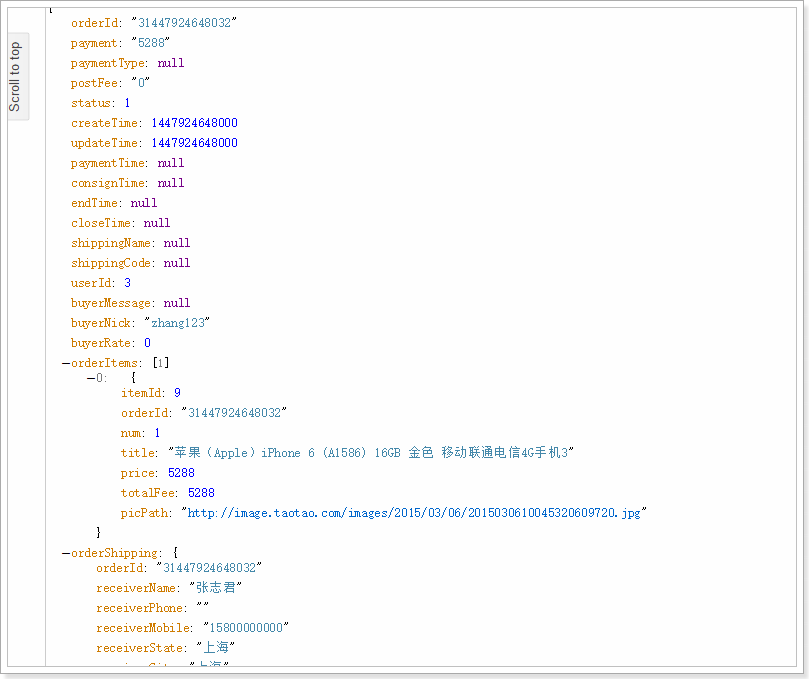 {
orderId: "31447924648032"
payment: "5288"
paymentType: null
postFee: "0"
status: 1
createTime: 1447924648000
updateTime: 1447924648000
paymentTime: null
consignTime: null
endTime: null
closeTime: null
shippingName: null
shippingCode: null
userId: 3
buyerMessage: null
buyerNick: "zhang123"
buyerRate: 0
−orderItems: [1]
−0: {
itemId: 9
orderId: "31447924648032"
num: 1
title: "苹果（Apple）iPhone 6 (A1586) 16GB 金色 移动联通电信4G手机3"
price: 5288
totalFee: 5288
picPath: "http://image.taotao.com/images/2015/03/06/2015030610045320609720.jpg"
}
−orderShipping: {
orderId: "31447924648032"
receiverName: "张志君"
receiverPhone: ""
receiverMobile: "15800000000"
receiverState: "上海"
"上海"
Scroll to top